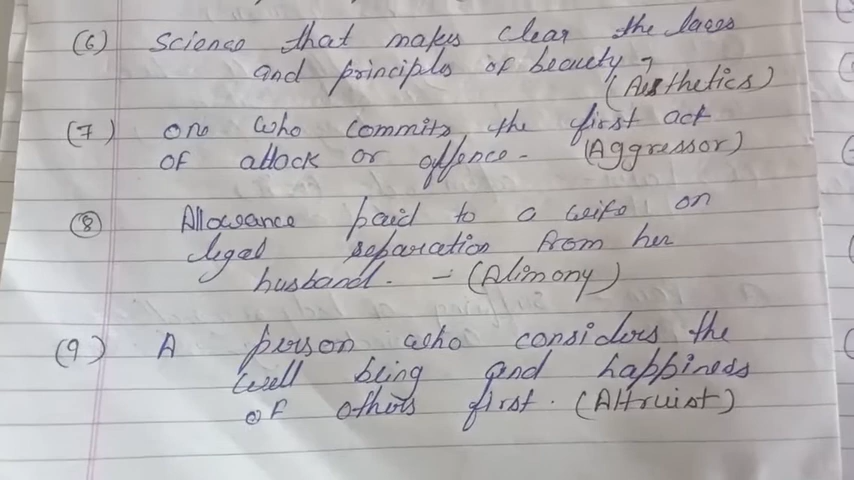 (6) Science that makes clear the laws
and principles of beauty -
(Aesthetics)
(7) one who commits the first act
of attack or offence - (Aggressor)
(8) Allowance paid to a wife on
legal separation from her
husband. - (Alimony)
(9) A person who considers the
well being and happiness
of others first. (Altruist)